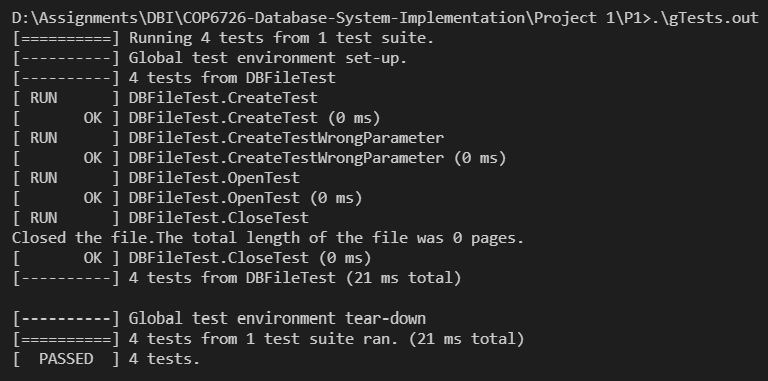 D:\Assignments\DBI\COP6726-Database-System-Implementation\Project 1\P1>.\gTests.out
[==========] Running 4 tests from 1 test suite.
[----------] Global test environment set-up.
[----------] 4 tests from DBFileTest
[ RUN      ] DBFileTest.CreateTest
[       OK ] DBFileTest.CreateTest (0 ms)
[ RUN      ] DBFileTest.CreateTestWrongParameter
[       OK ] DBFileTest.CreateTestWrongParameter (0 ms)
[ RUN      ] DBFileTest.OpenTest
[       OK ] DBFileTest.OpenTest (0 ms)
[ RUN      ] DBFileTest.CloseTest
Closed the file.The total length of the file was 0 pages.
[       OK ] DBFileTest.CloseTest (0 ms)
[----------] 4 tests from DBFileTest (21 ms total)

[----------] Global test environment tear-down
[==========] 4 tests from 1 test suite ran. (21 ms total)
[  PASSED  ] 4 tests.